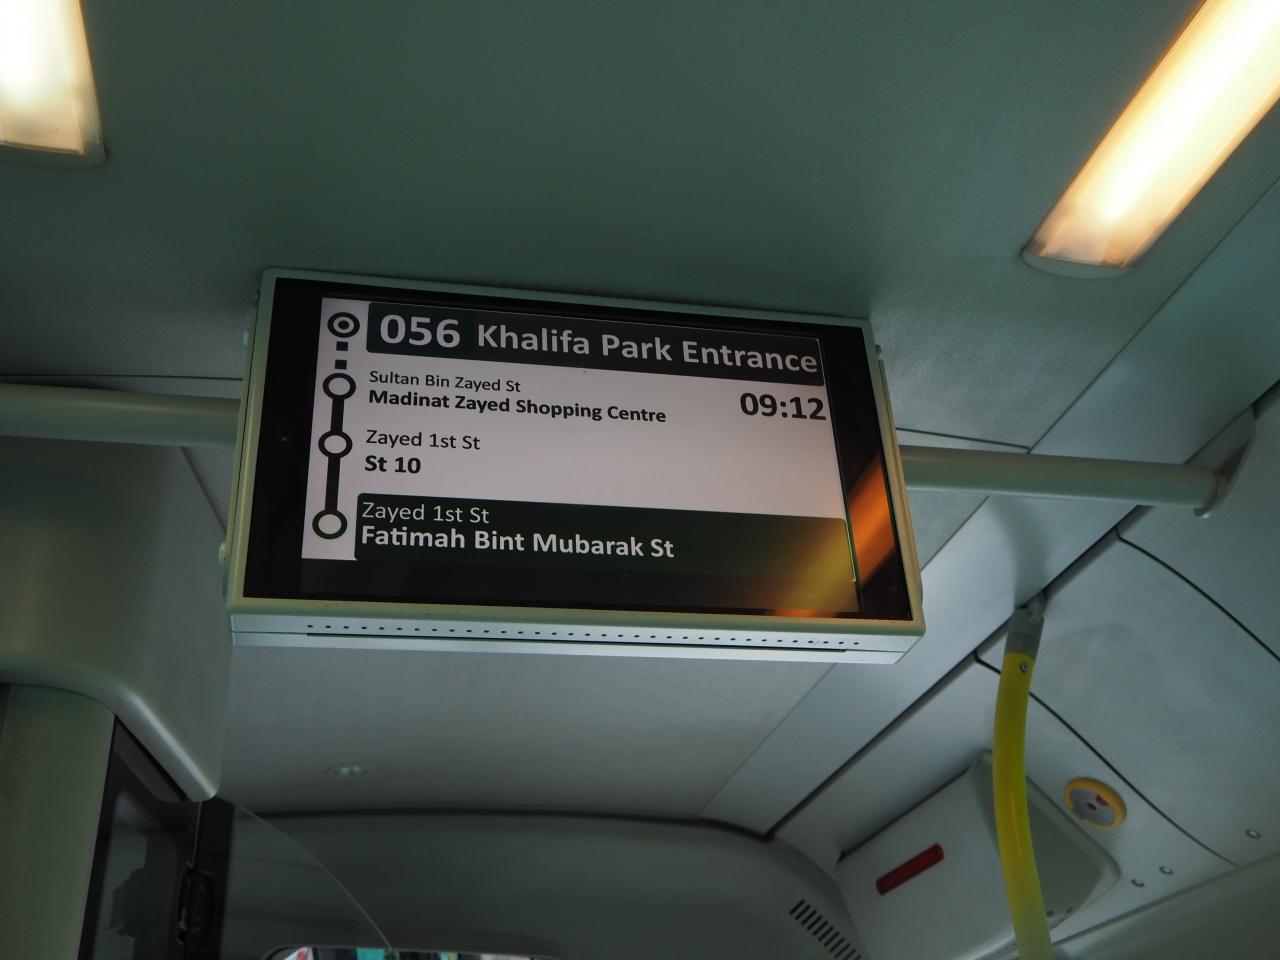 056 Khalifa Park Entrance
Sultan Bin Zayed St
Madinat Zayed Shopping Centre
09:12
Zayed 1st St
St 10
Zayed 1st St
Fatimah Bint Mubarak St